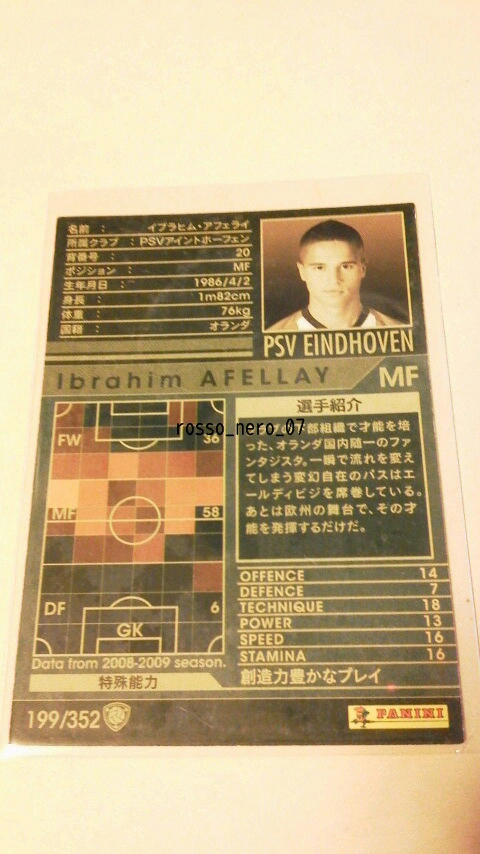 名前 : イブラヒム・アフェライ
所属クラブ : PSVアイントホーフェン
背番号 : 20
ポジション : MF
生年月日 : 1986/4/2
身長 : 1m82cm
体重 : 76kg
国籍 : オランダ
PSV EINDHOVEN
Ibrahim AFELLAY MF
選手紹介
rosso_nero_07
部組織で才能を培
った、オランダ国内随一のファ
ンタジスタ。一瞬で流れを変え
てしまう変幻自在のパスはエ
ールディビジを席巻している。
あとは欧州の舞台で、その才
能を発揮するだけだ。
FW 36
MF 58
DF 6
GK
Data from 2008-2009 season.
OFFENCE 14
DEFENCE 7
TECHNIQUE 18
POWER 13
SPEED 16
STAMINA 16
特殊能力 創造力豊かなプレイ
199/352
PANINI